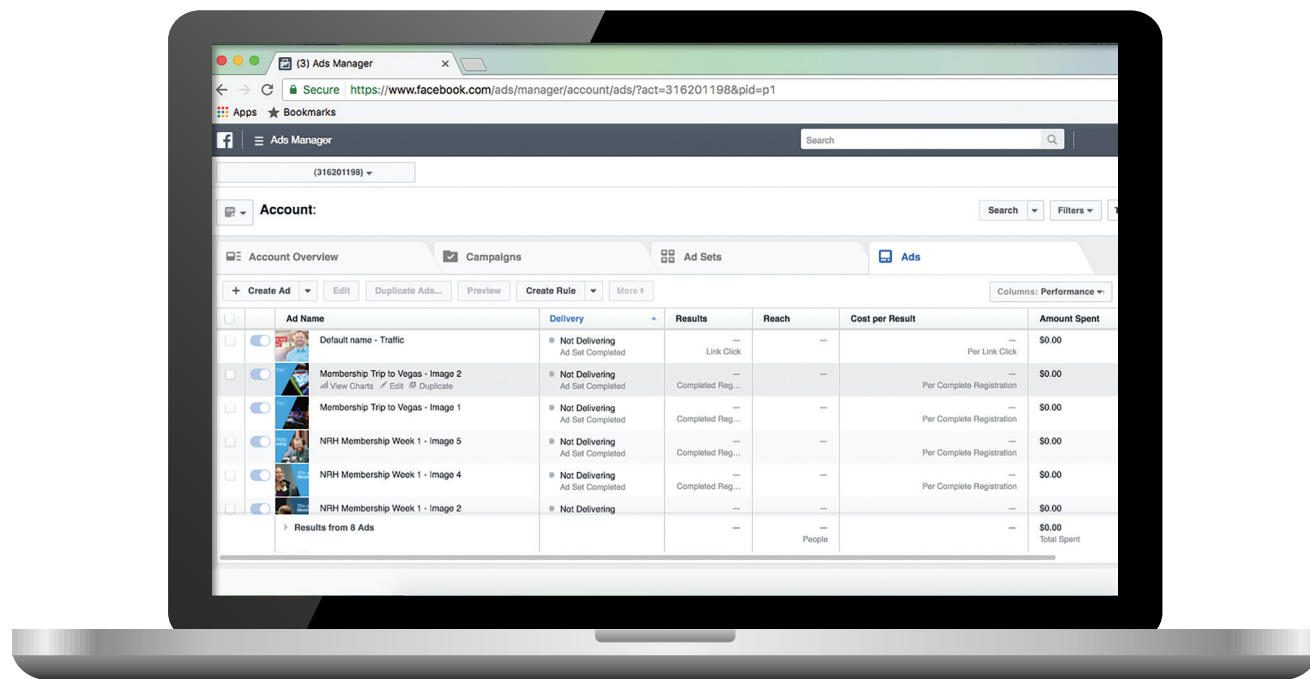 (3) Ads Manager
Secure https://www.facebook.com/ads/manager/account/ads/?act=316201198&pid=p1
Apps Bookmarks
f Ads Manager Search
(316201198)
Account: Search Filters
Account Overview Campaigns Ad Sets Ads
+ Create Ad Edit Duplicate Ads... Preview Create Rule More Columns: Performance
Ad Name Delivery Results Reach Cost per Result Amount Spent
Default name - Traffic Not Delivering — — — $0.00
Ad Set Completed Link Click Per Link Click
Membership Trip to Vegas - Image 2 Not Delivering — — — $0.00
View Charts Edit Duplicate Ad Set Completed Completed Reg... Per Complete Registration
Membership Trip to Vegas - Image 1 Not Delivering — — — $0.00
Ad Set Completed Completed Reg... Per Complete Registration
NRH Membership Week 1 - Image 5 Not Delivering — — — $0.00
Ad Set Completed Completed Reg... Per Complete Registration
NRH Membership Week 1 - Image 4 Not Delivering — — — $0.00
Ad Set Completed Completed Reg... Per Complete Registration
NRH Membership Week 1 - Image 2 Not Delivering — — — $0.00
Results from 8 Ads — — — $0.00
People Total Spent